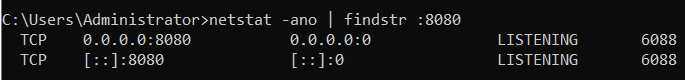 C:\Users\Administrator>netstat -ano | findstr :8080
TCP 0.0.0.0:8080 0.0.0.0:0 LISTENING 6088
TCP [::]:8080 [::]:0 LISTENING 6088